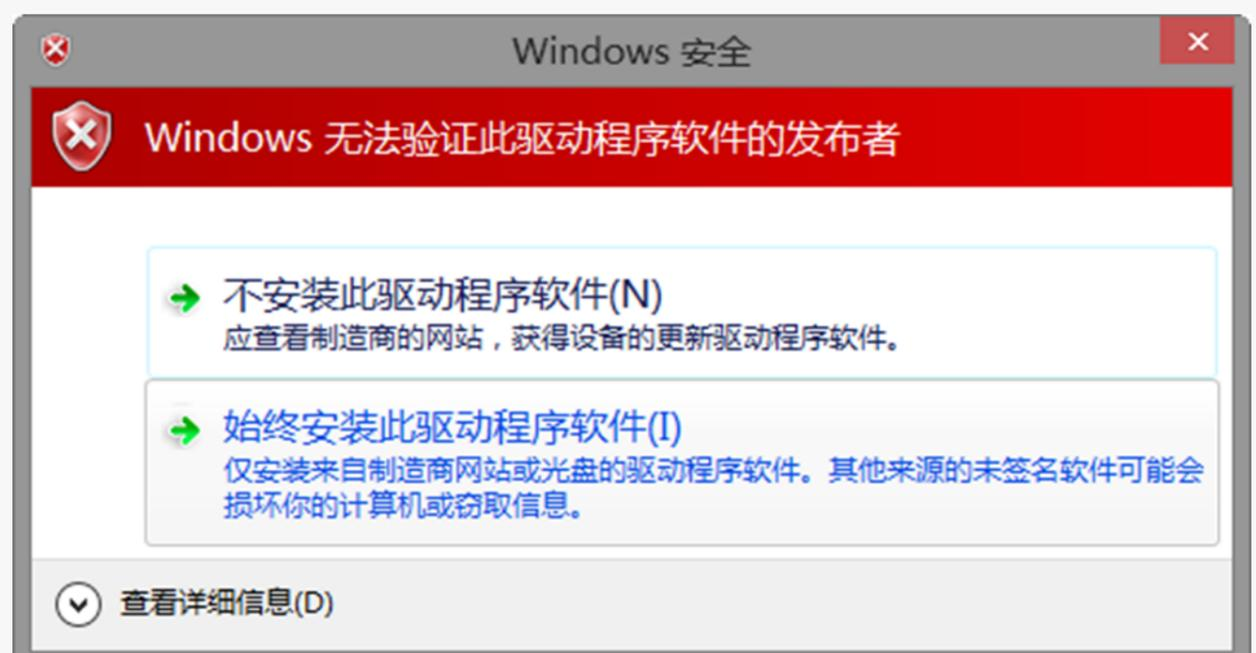 Windows 安全
Windows 无法验证此驱动程序软件的发布者
不安装此驱动程序软件(N)
应查看制造商的网站，获得设备的更新驱动程序软件。
始终安装此驱动程序软件(I)
仅安装来自制造商网站或光盘的驱动程序软件。其他来源的未签名软件可能会
损坏你的计算机或窃取信息。
查看详细信息(D)